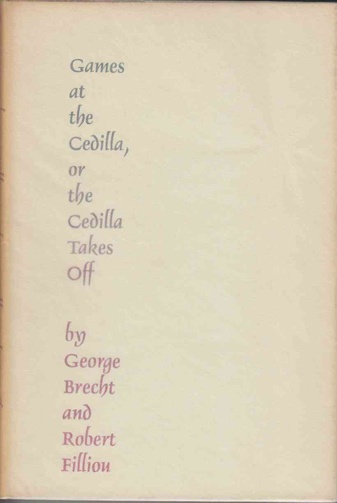 Games
at
the
Cedilla,
or
the
Cedilla
Takes
Off
by
George
Brecht
and
Robert
Filliou